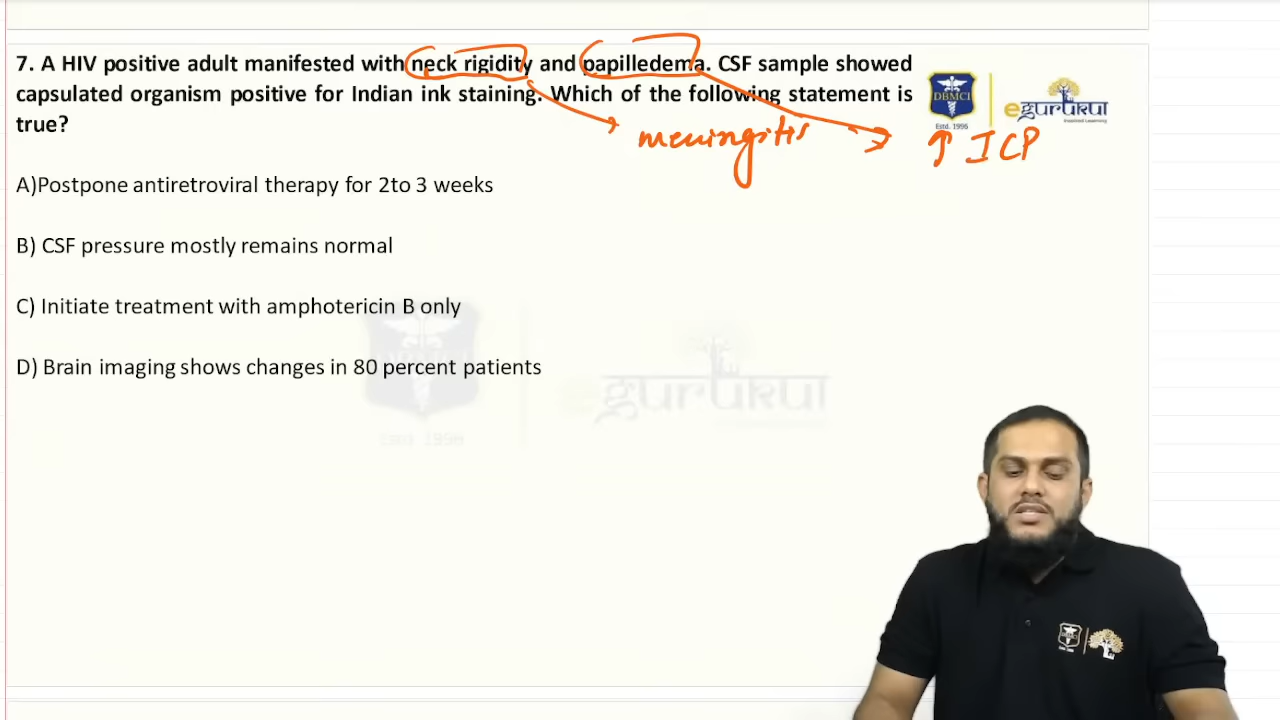 7. A HIV positive adult manifested with neck rigidity and papilledema. CSF sample showed
capsulated organism positive for Indian ink staining. Which of the following statement is
true?
DBMCI
Estd. 1995
egurukul
meningitis
↑ ICP
A)Postpone antiretroviral therapy for 2to 3 weeks
B) CSF pressure mostly remains normal
C) Initiate treatment with amphotericin B only
D) Brain imaging shows changes in 80 percent patients
egurukul